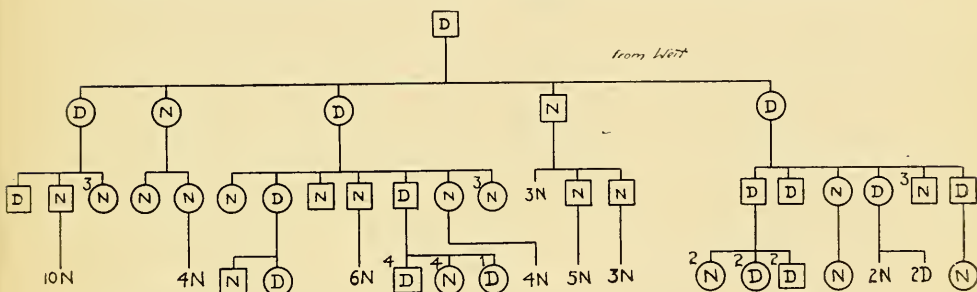 D
from Weit
D N D N D
D N 3 N N N N D N N D N 3 N 3N N N D D N D 3 N D
10N 4N N D 6N 4 D 4 N 1 D 4N 5N 3N 2 N 2 D 2 D N 2N 2D N